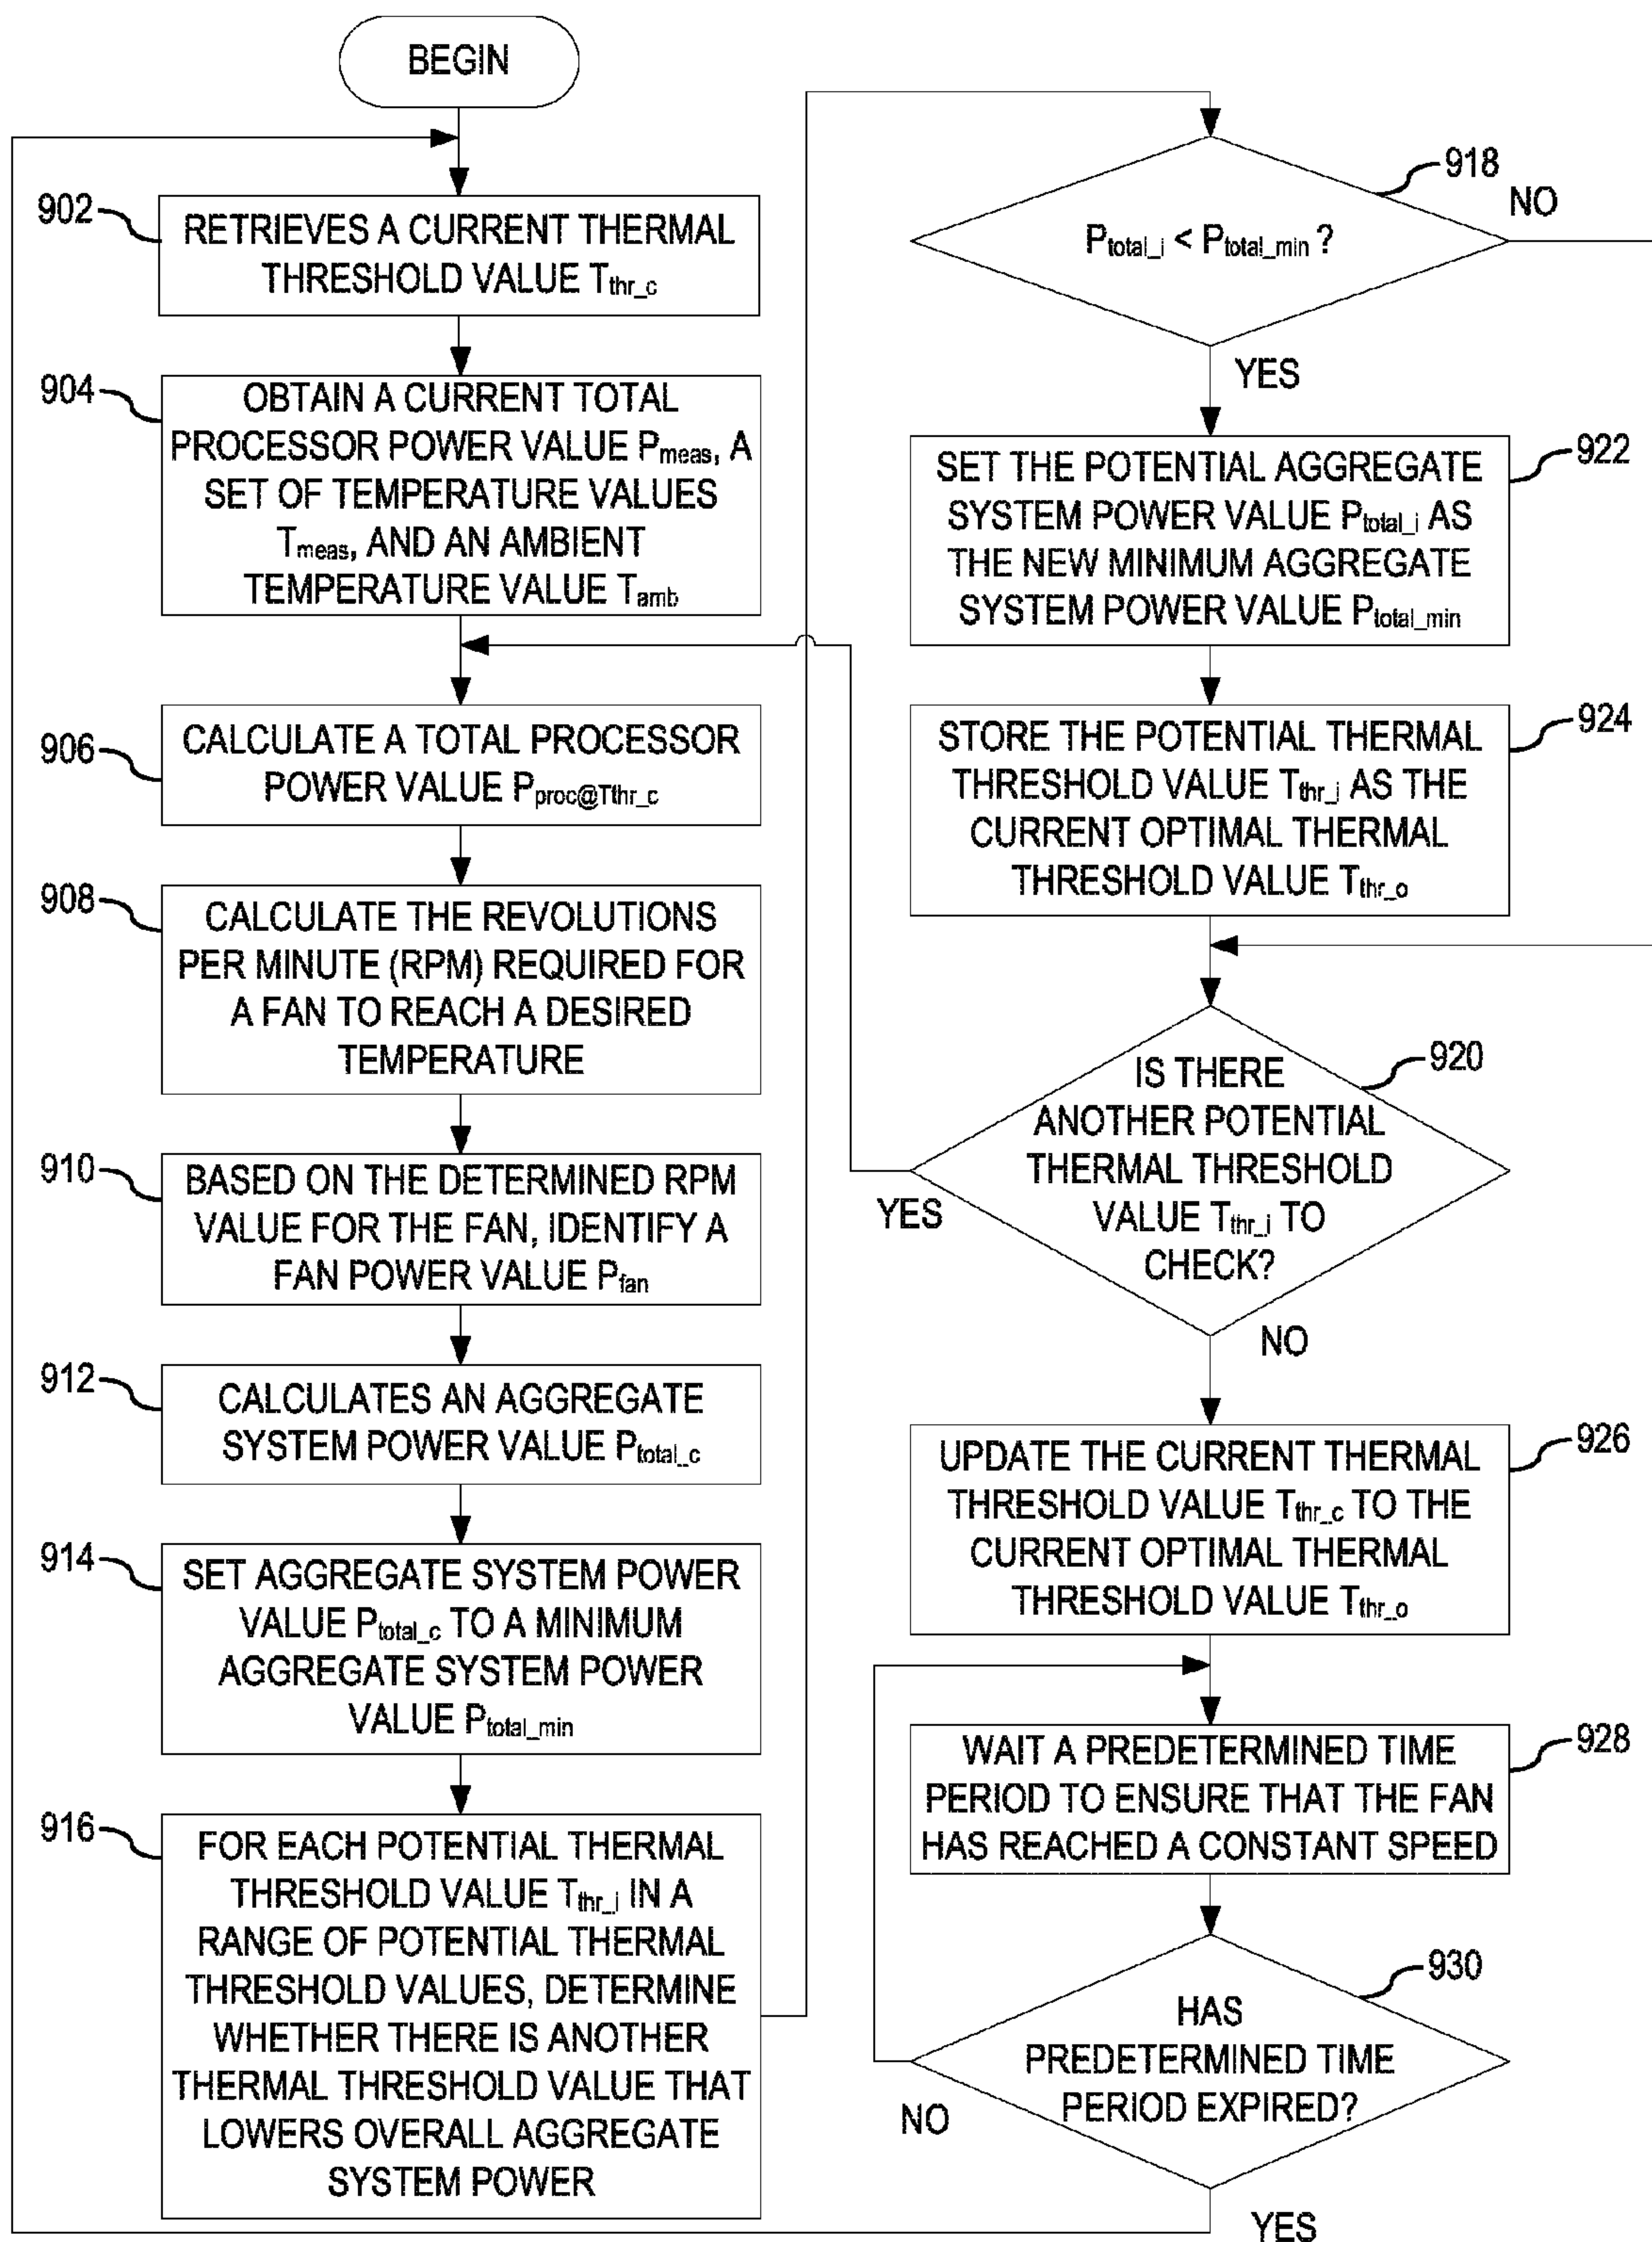 BEGIN
902
RETRIEVES A CURRENT THERMAL
THRESHOLD VALUE Tthr_c
904
OBTAIN A CURRENT TOTAL
PROCESSOR POWER VALUE Pmeas, A
SET OF TEMPERATURE VALUES
Tmeas, AND AN AMBIENT
TEMPERATURE VALUE Tamb
906
CALCULATE A TOTAL PROCESSOR
POWER VALUE Pproc@Tthr_c
908
CALCULATE THE REVOLUTIONS
PER MINUTE (RPM) REQUIRED FOR
A FAN TO REACH A DESIRED
TEMPERATURE
910
BASED ON THE DETERMINED RPM
VALUE FOR THE FAN, IDENTIFY A
FAN POWER VALUE Pfan
912
CALCULATES AN AGGREGATE
SYSTEM POWER VALUE Ptotal_c
914
SET AGGREGATE SYSTEM POWER
VALUE Ptotal_c TO A MINIMUM
AGGREGATE SYSTEM POWER
VALUE Ptotal_min
916
FOR EACH POTENTIAL THERMAL
THRESHOLD VALUE Tthr_i IN A
RANGE OF POTENTIAL THERMAL
THRESHOLD VALUES, DETERMINE
WHETHER THERE IS ANOTHER
THERMAL THRESHOLD VALUE THAT
LOWERS OVERALL AGGREGATE
SYSTEM POWER
918
NO
Ptotal_i < Ptotal_min ?
YES
922
SET THE POTENTIAL AGGREGATE
SYSTEM POWER VALUE Ptotal_i AS
THE NEW MINIMUM AGGREGATE
SYSTEM POWER VALUE Ptotal_min
924
STORE THE POTENTIAL THERMAL
THRESHOLD VALUE Tthr_i AS THE
CURRENT OPTIMAL THERMAL
THRESHOLD VALUE Tthr_o
920
IS THERE
ANOTHER POTENTIAL
THERMAL THRESHOLD
VALUE Tthr_i TO
CHECK?
YES
NO
926
UPDATE THE CURRENT THERMAL
THRESHOLD VALUE Tthr_c TO THE
CURRENT OPTIMAL THERMAL
THRESHOLD VALUE Tthr_o
928
WAIT A PREDETERMINED TIME
PERIOD TO ENSURE THAT THE FAN
HAS REACHED A CONSTANT SPEED
930
HAS
PREDETERMINED TIME
PERIOD EXPIRED?
NO
YES